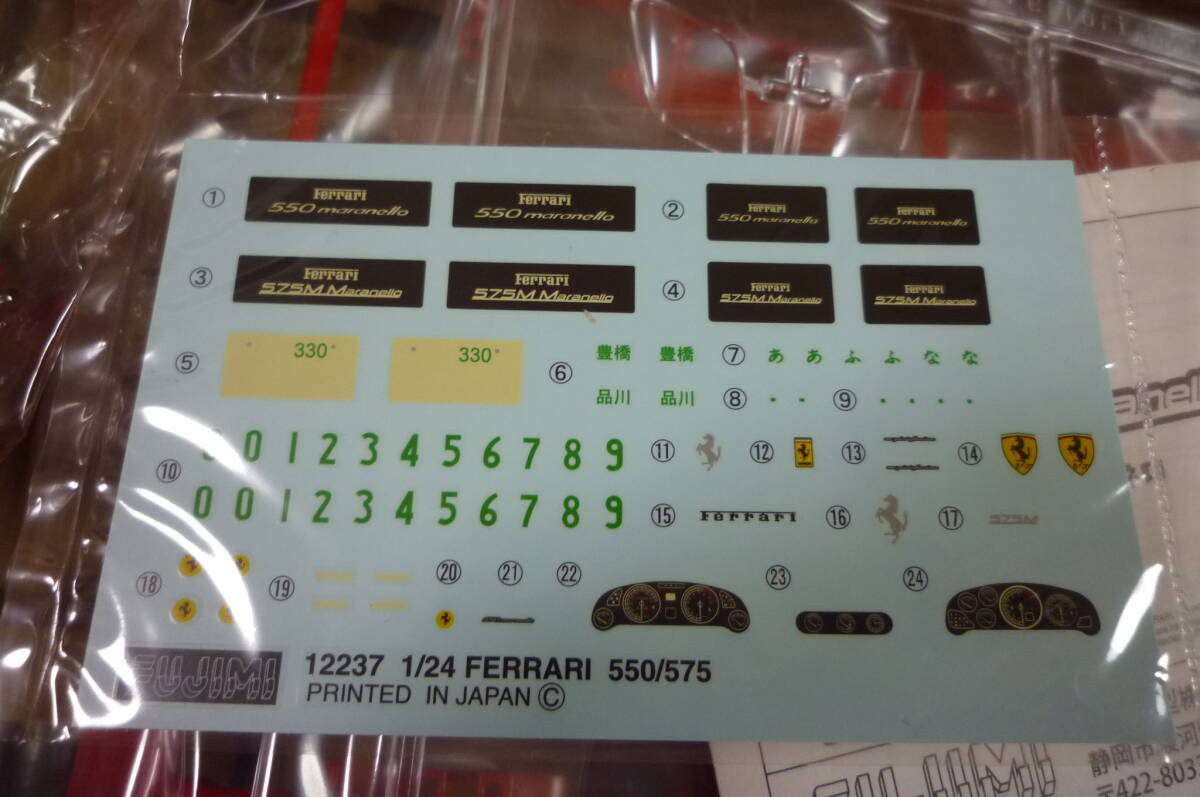 ① Ferrari 550 maranello Ferrari 550 maranello ② Ferrari 550 maranello Ferrari 550 maranello
③ Ferrari 575M Maranello Ferrari 575M Maranello ④ Ferrari 575M Maranello Ferrari 575M Maranello
⑤ 330 330 ⑥ 豊橋 豊橋 ⑦ あ あ ふ ふ な な
品川 品川 ⑧ ・ ・ ⑨ ・ ・ ・ ・
⑩ 0 0 1 2 3 4 5 6 7 8 9 ⑪ ⑫ ⑬ ⑭
0 0 1 2 3 4 5 6 7 8 9 ⑮ Ferrari ⑯ ⑰ 575M
⑱ ⑲ ⑳ ㉑ ㉒ ㉓ ㉔
FUJIMI 12237 1/24 FERRARI 550/575
PRINTED IN JAPAN Ⓒ
FUJIMI
静岡市駿河
〒422-803